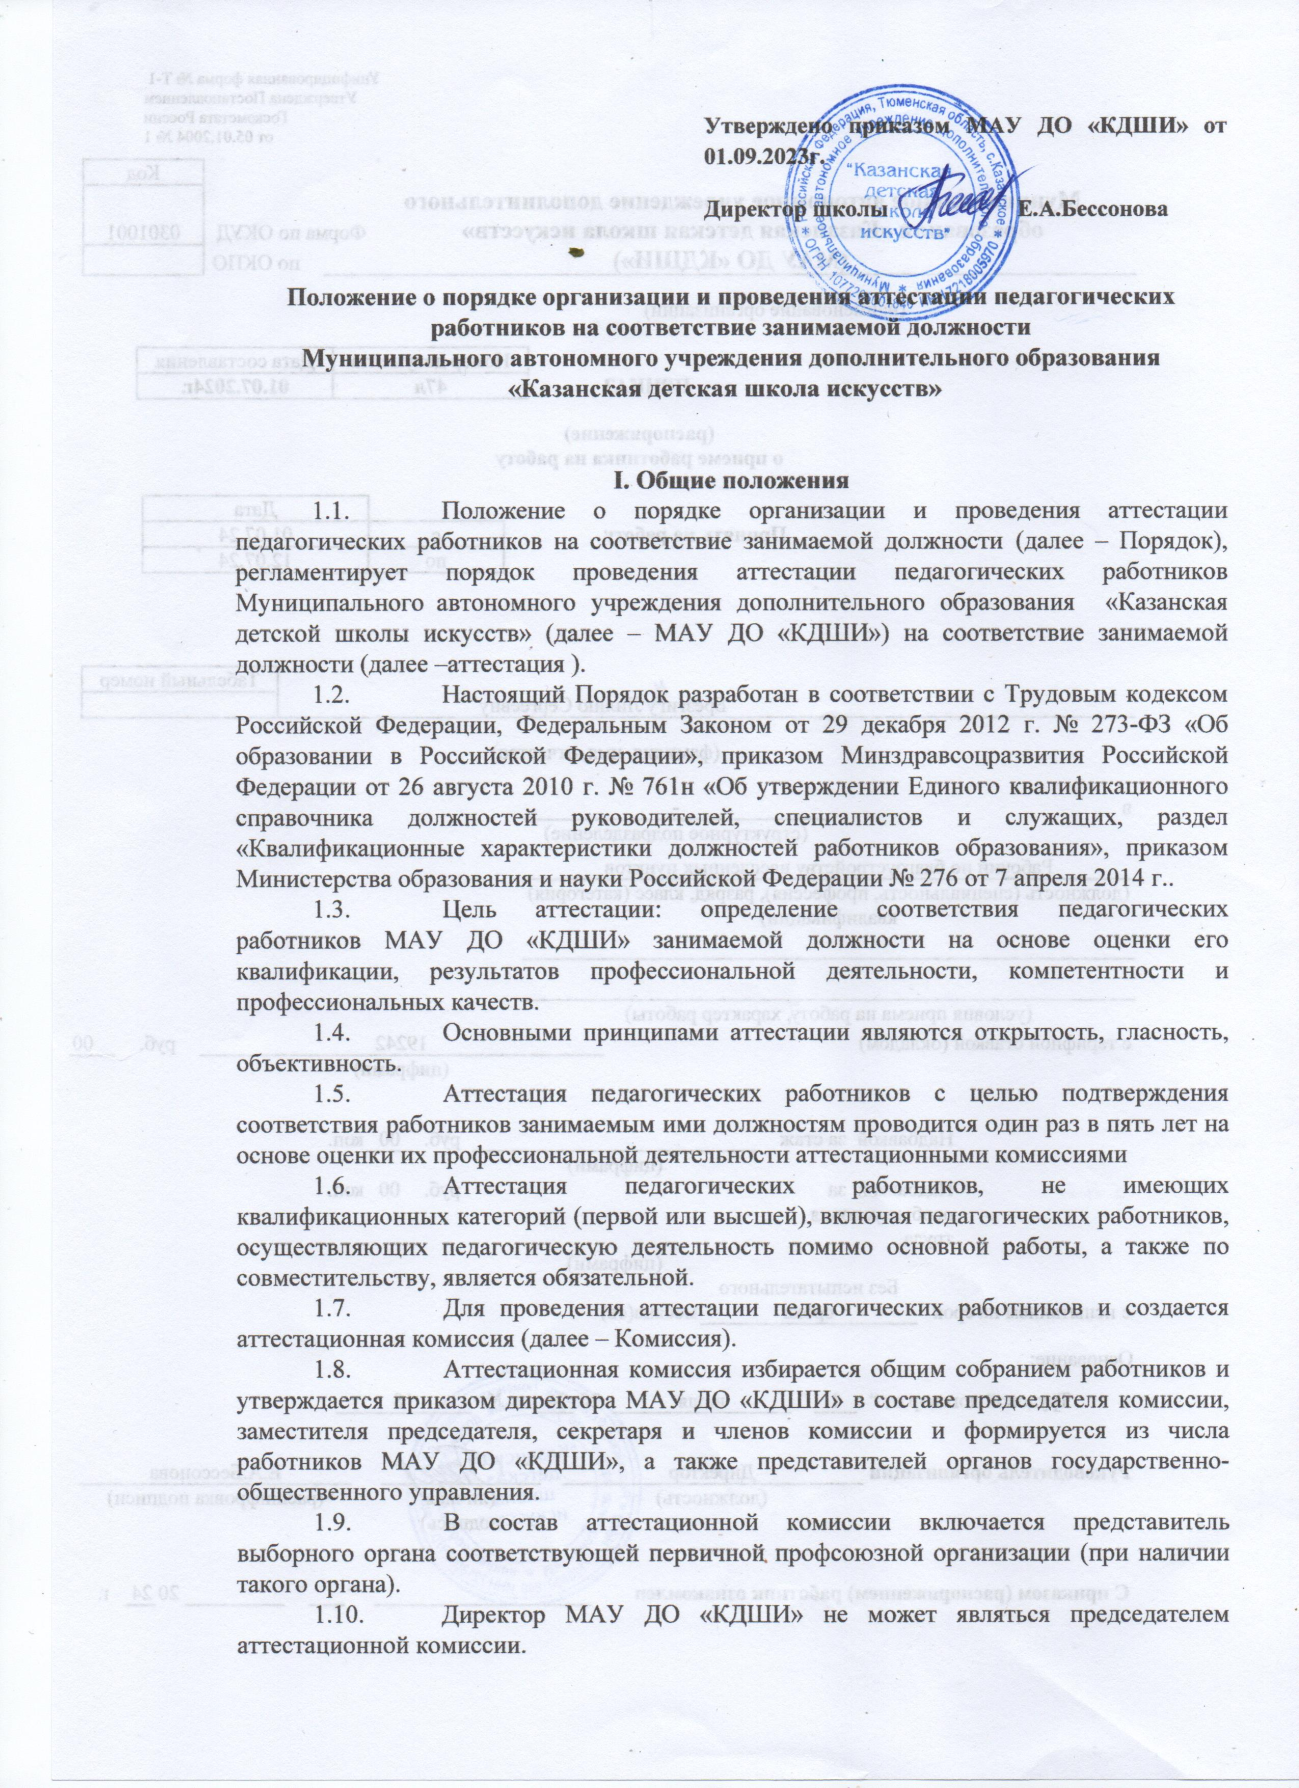 Утверждено приказом МАУ ДО «КДШИ» от
01.09.2023г.
"Казанская
детская
школа
искусств"
Директор школы Е.А.Бессонова
Положение о порядке организации и проведения аттестации педагогических
работников на соответствие занимаемой должности
Муниципального автономного учреждения дополнительного образования
«Казанская детская школа искусств»
I. Общие положения
1.1. Положение о порядке организации и проведения аттестации
педагогических работников на соответствие занимаемой должности (далее – Порядок),
регламентирует порядок проведения аттестации педагогических работников
Муниципального автономного учреждения дополнительного образования «Казанская
детской школы искусств» (далее – МАУ ДО «КДШИ») на соответствие занимаемой
должности (далее –аттестация ).
1.2. Настоящий Порядок разработан в соответствии с Трудовым кодексом
Российской Федерации, Федеральным Законом от 29 декабря 2012 г. № 273-ФЗ «Об
образовании в Российской Федерации», приказом Минздравсоцразвития Российской
Федерации от 26 августа 2010 г. № 761н «Об утверждении Единого квалификационного
справочника должностей руководителей, специалистов и служащих, раздел
«Квалификационные характеристики должностей работников образования», приказом
Министерства образования и науки Российской Федерации № 276 от 7 апреля 2014 г..
1.3. Цель аттестации: определение соответствия педагогических
работников МАУ ДО «КДШИ» занимаемой должности на основе оценки его
квалификации, результатов профессиональной деятельности, компетентности и
профессиональных качеств.
1.4. Основными принципами аттестации являются открытость, гласность,
объективность.
1.5. Аттестация педагогических работников с целью подтверждения
соответствия работников занимаемым ими должностям проводится один раз в пять лет на
основе оценки их профессиональной деятельности аттестационными комиссиями
1.6. Аттестация педагогических работников, не имеющих
квалификационных категорий (первой или высшей), включая педагогических работников,
осуществляющих педагогическую деятельность помимо основной работы, а также по
совместительству, является обязательной.
1.7. Для проведения аттестации педагогических работников и создается
аттестационная комиссия (далее – Комиссия).
1.8. Аттестационная комиссия избирается общим собранием работников и
утверждается приказом директора МАУ ДО «КДШИ» в составе председателя комиссии,
заместителя председателя, секретаря и членов комиссии и формируется из числа
работников МАУ ДО «КДШИ», а также представителей органов государственно-
общественного управления.
1.9. В состав аттестационной комиссии включается представитель
выборного органа соответствующей первичной профсоюзной организации (при наличии
такого органа).
1.10. Директор МАУ ДО «КДШИ» не может являться председателем
аттестационной комиссии.